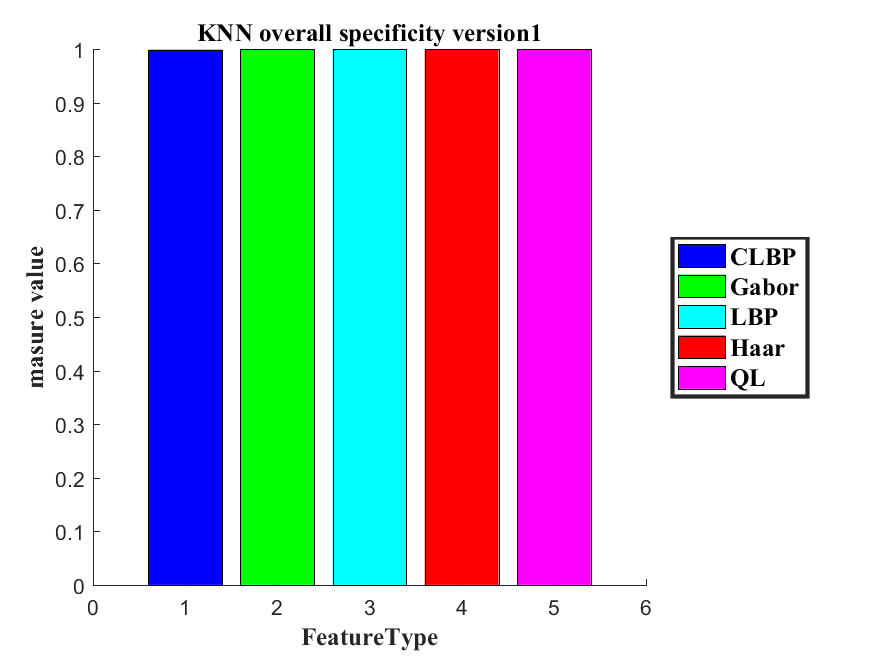 KNN overall specificity version1
1
0.9
0.8
0.7
0.6
0.5
0.4
0.3
0.2
0.1
0
masure value
0 1 2 3 4 5 6
FeatureType
CLBP
Gabor
LBP
Haar
QL